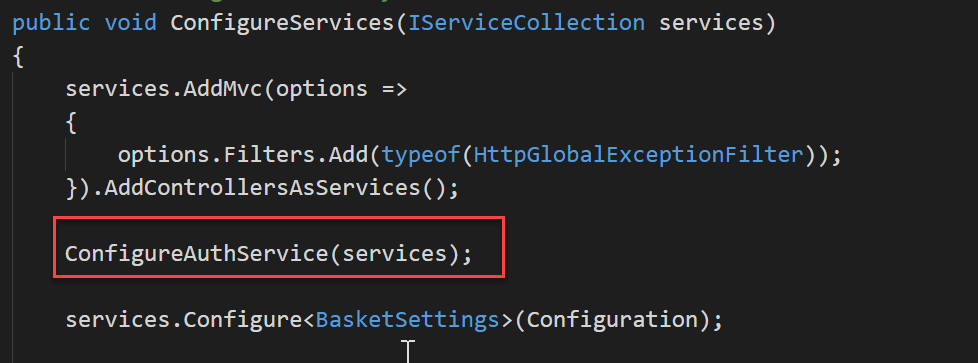 public void ConfigureServices(IServiceCollection services)
{
services.AddMvc(options =>
{
options.Filters.Add(typeof(HttpGlobalExceptionFilter));
}).AddControllersAsServices();
ConfigureAuthService(services);
services.Configure<BasketSettings>(Configuration);